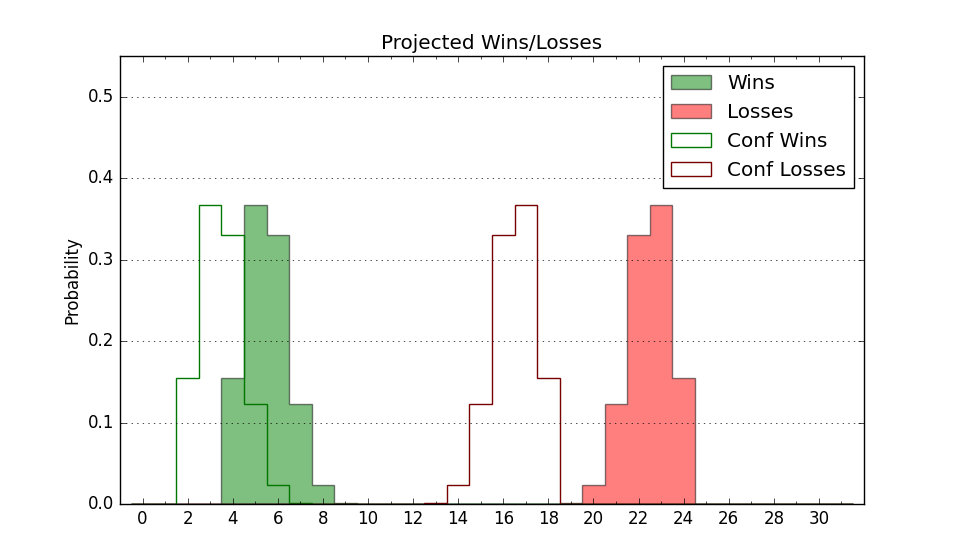 Projected Wins/Losses
Probability
0.5
0.4
0.3
0.2
0.1
0.0
0 2 4 6 8 10 12 14 16 18 20 22 24 26 28 30
Wins
Losses
Conf Wins
Conf Losses